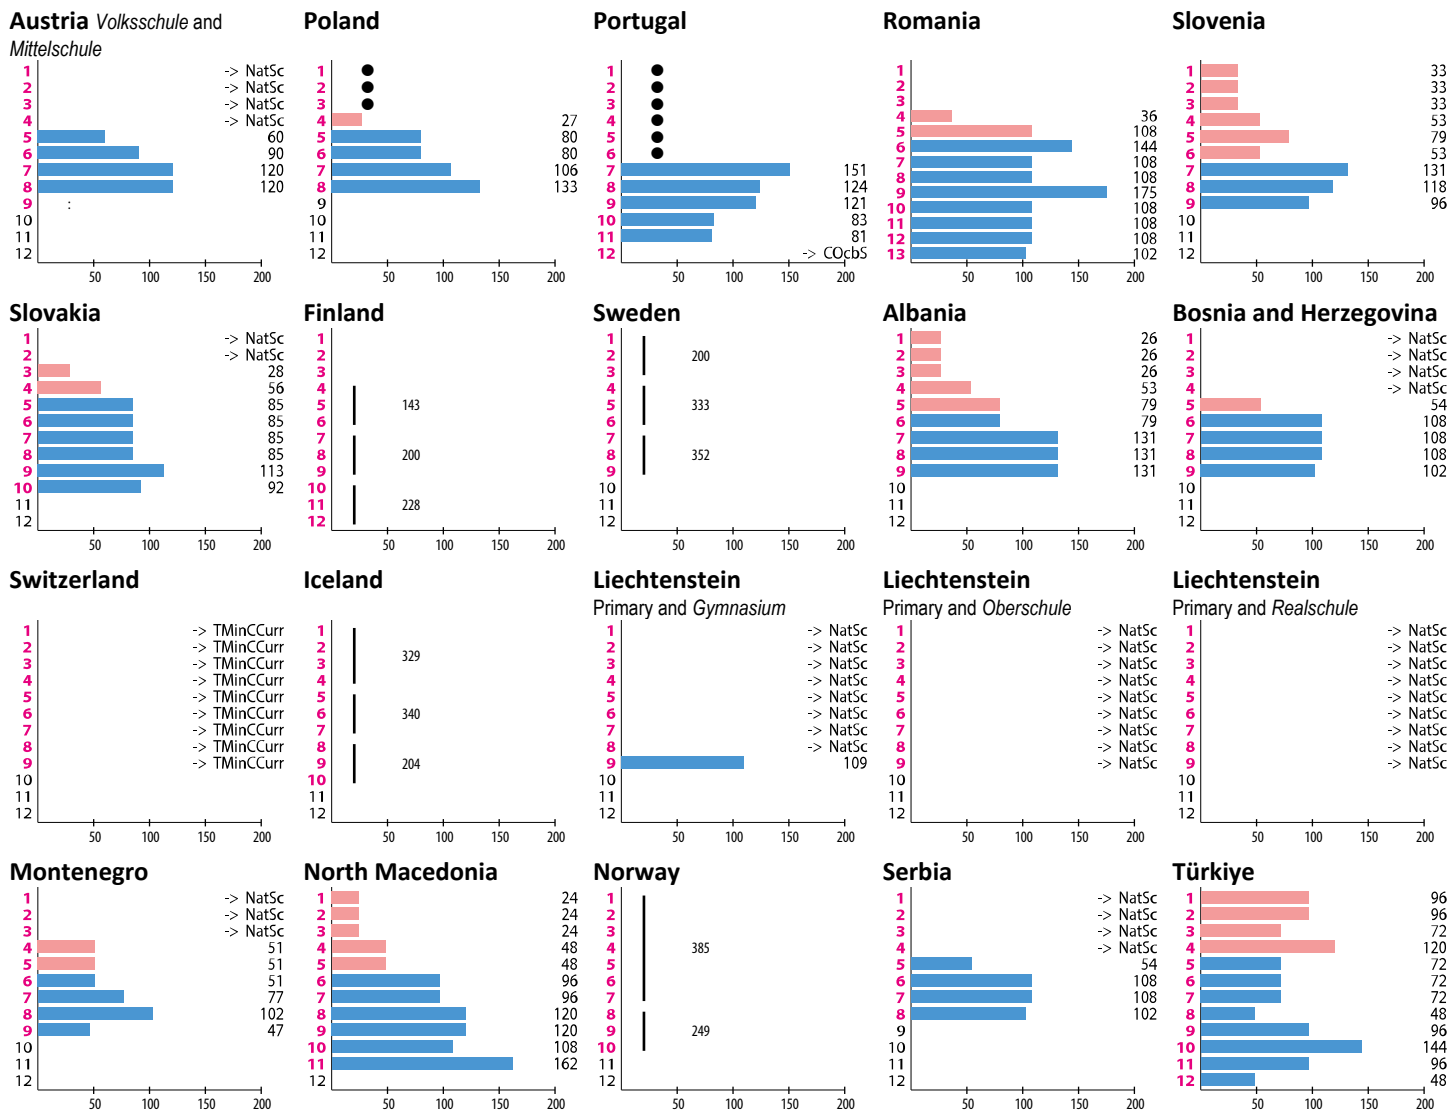 Austria Volksschule and
Mittelschule
1 -> NatSc
2 -> NatSc
3 -> NatSc
4 -> NatSc
5 60
6 90
7 120
8 120
9 :
10
11
12
50 100 150 200
Poland
1 ●
2 ●
3 ●
4 27
5 80
6 80
7 106
8 133
9
10
11
12
50 100 150 200
Portugal
1 ●
2 ●
3 ●
4 ●
5 ●
6 ●
7 151
8 124
9 121
10 83
11 81
12 -> COcbS
50 100 150 200
Romania
1
2
3
4 36
5 108
6 144
7 108
8 108
9 175
10 108
11 108
12 108
13 102
50 100 150 200
Slovenia
1 33
2 33
3 33
4 53
5 79
6 53
7 131
8 118
9 96
10
11
12
50 100 150 200
Slovakia
1 -> NatSc
2 -> NatSc
3 28
4 56
5 85
6 85
7 85
8 85
9 113
10 92
11
12
50 100 150 200
Finland
1
2
3
4
5 143
6
7
8 200
9
10
11 228
12
50 100 150 200
Sweden
1
2 200
3
4
5 333
6
7
8 352
9
10
11
12
50 100 150 200
Albania
1 26
2 26
3 26
4 53
5 79
6 79
7 131
8 131
9 131
10
11
12
50 100 150 200
Bosnia and Herzegovina
1 -> NatSc
2 -> NatSc
3 -> NatSc
4 -> NatSc
5 54
6 108
7 108
8 108
9 102
10
11
12
50 100 150 200
Switzerland
1 -> TMinCCurr
2 -> TMinCCurr
3 -> TMinCCurr
4 -> TMinCCurr
5 -> TMinCCurr
6 -> TMinCCurr
7 -> TMinCCurr
8 -> TMinCCurr
9 -> TMinCCurr
10
11
12
50 100 150 200
Iceland
1
2
329
3
4
5
6 340
7
8
9 204
10
11
12
50 100 150 200
Liechtenstein
Primary and Gymnasium
1 -> NatSc
2 -> NatSc
3 -> NatSc
4 -> NatSc
5 -> NatSc
6 -> NatSc
7 -> NatSc
8 -> NatSc
9 109
10
11
12
50 100 150 200
Liechtenstein
Primary and Oberschule
1 -> NatSc
2 -> NatSc
3 -> NatSc
4 -> NatSc
5 -> NatSc
6 -> NatSc
7 -> NatSc
8 -> NatSc
9 -> NatSc
10
11
12
50 100 150 200
Liechtenstein
Primary and Realschule
1 -> NatSc
2 -> NatSc
3 -> NatSc
4 -> NatSc
5 -> NatSc
6 -> NatSc
7 -> NatSc
8 -> NatSc
9 -> NatSc
10
11
12
50 100 150 200
Montenegro
1 -> NatSc
2 -> NatSc
3 -> NatSc
4 51
5 51
6 51
7 77
8 102
9 47
10
11
12
50 100 150 200
North Macedonia
1 24
2 24
3 24
4 48
5 48
6 96
7 96
8 120
9 120
10 108
11 162
12
50 100 150 200
Norway
1
2
3
4 385
5
6
7
8
9 249
10
11
12
50 100 150 200
Serbia
1 -> NatSc
2 -> NatSc
3 -> NatSc
4 -> NatSc
5 54
6 108
7 108
8 102
9
10
11
12
50 100 150 200
Türkiye
1 96
2 96
3 72
4 120
5 72
6 72
7 72
8 48
9 96
10 144
11 96
12 48
50 100 150 200